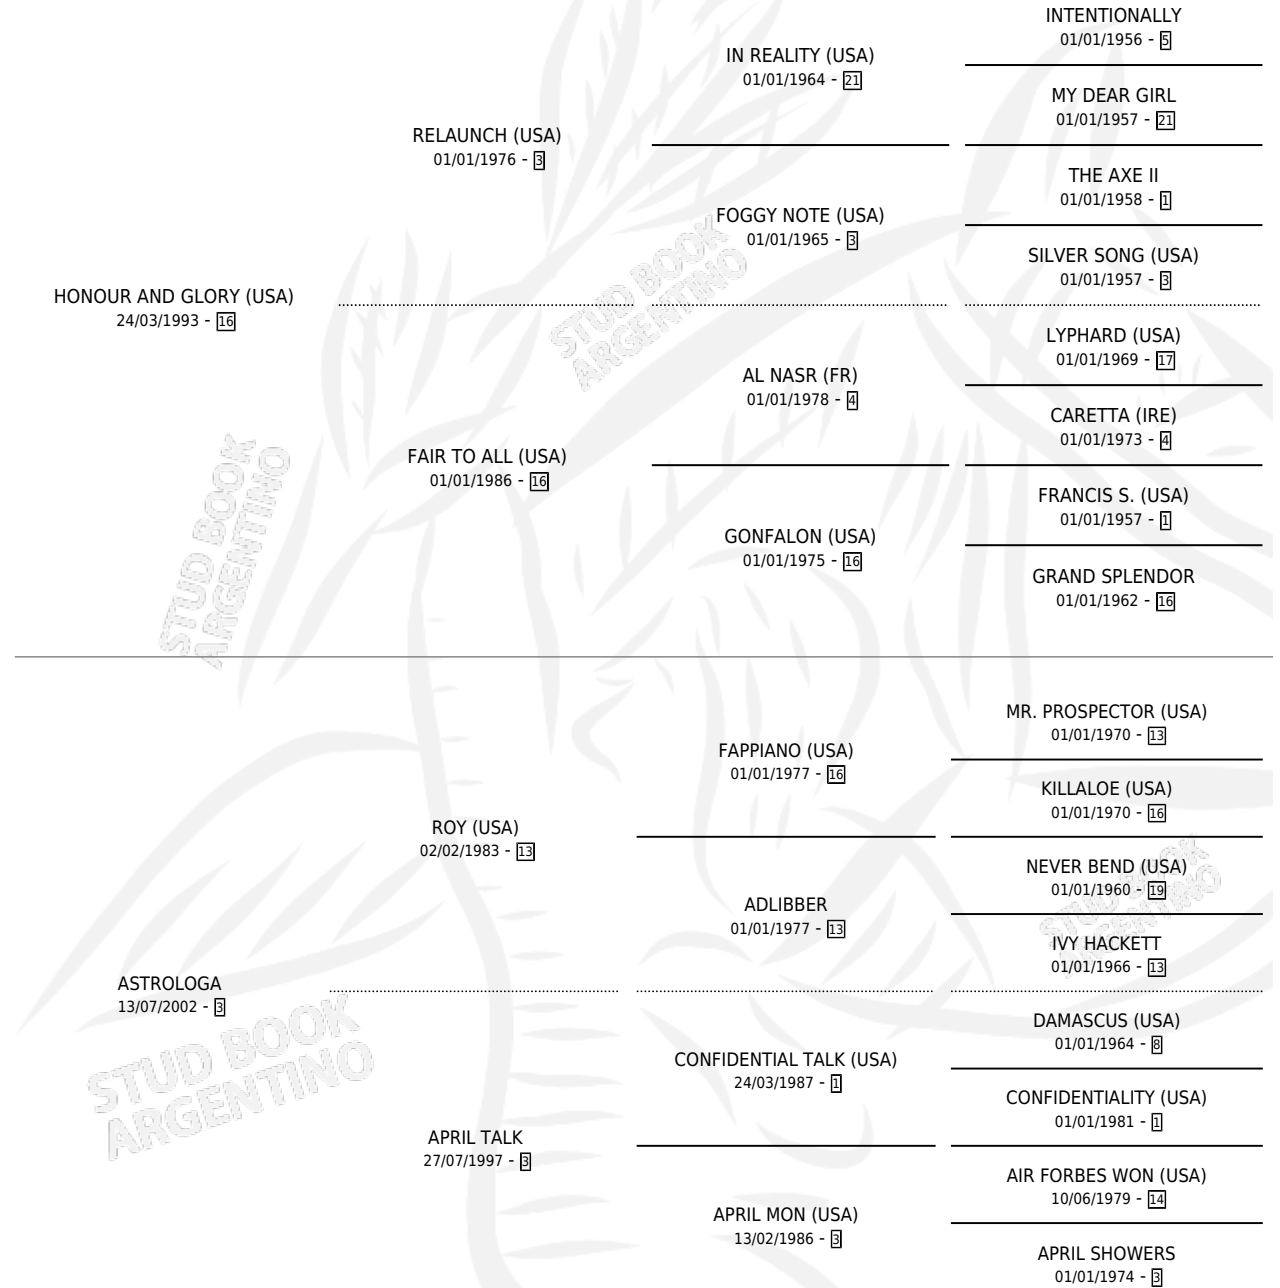 INTENTIONALLY
01/01/1956 - 5
IN REALITY (USA)
01/01/1964 - 21
MY DEAR GIRL
01/01/1957 - 21
RELAUNCH (USA)
01/01/1976 - 3
THE AXE II
01/01/1958 - 1
FOGGY NOTE (USA)
01/01/1965 - 3
SILVER SONG (USA)
01/01/1957 - 3
HONOUR AND GLORY (USA)
24/03/1993 - 16
LYPHARD (USA)
01/01/1969 - 17
AL NASR (FR)
01/01/1978 - 4
CARETTA (IRE)
01/01/1973 - 4
FAIR TO ALL (USA)
01/01/1986 - 16
FRANCIS S. (USA)
01/01/1957 - 1
GONFALON (USA)
01/01/1975 - 16
GRAND SPLENDOR
01/01/1962 - 16
MR. PROSPECTOR (USA)
01/01/1970 - 13
FAPPIANO (USA)
01/01/1977 - 16
KILLALOE (USA)
01/01/1970 - 16
ROY (USA)
02/02/1983 - 13
NEVER BEND (USA)
01/01/1960 - 19
ADLIBBER
01/01/1977 - 13
IVY HACKETT
01/01/1966 - 13
ASTROLOGA
13/07/2002 - 3
DAMASCUS (USA)
01/01/1964 - 8
CONFIDENTIAL TALK (USA)
24/03/1987 - 1
CONFIDENTIALITY (USA)
01/01/1981 - 1
APRIL TALK
27/07/1997 - 3
AIR FORBES WON (USA)
10/06/1979 - 14
APRIL MON (USA)
13/02/1986 - 3
APRIL SHOWERS
01/01/1974 - 3
STUD BOOK
ARGENTINO
STUD BOOK
ARGENTINO
STUD BOOK
ARGENTINO
STUD BOOK
ARGENTINO